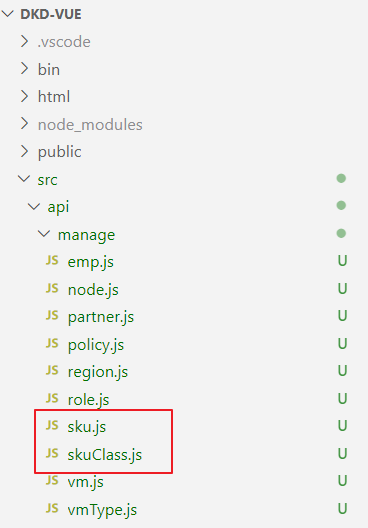 DKD-VUE
.vscode
bin
html
node_modules
public
src
api
manage
JS emp.js U
JS node.js U
JS partner.js U
JS policy.js U
JS region.js U
JS role.js U
JS sku.js U
JS skuClass.js U
JS vm.js U
JS vmType.js U